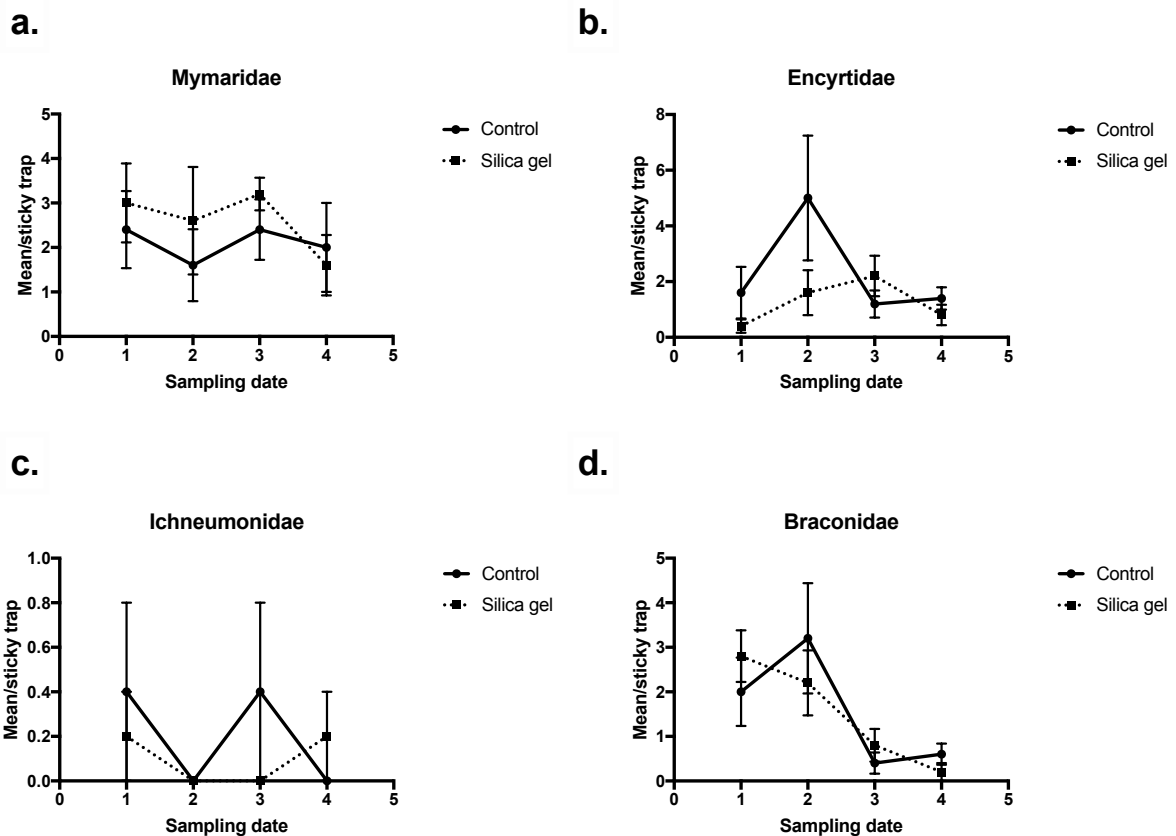 a.
Mymaridae
Mean/sticky trap
5
4
3
2
1
0
0 1 2 3 4 5
Sampling date
Control
Silica gel
b.
Encyrtidae
Mean/sticky trap
8
6
4
2
0
0 1 2 3 4 5
Sampling date
Control
Silica gel
c.
Ichneumonidae
Mean/sticky trap
1.0
0.8
0.6
0.4
0.2
0.0
0 1 2 3 4 5
Sampling date
Control
Silica gel
d.
Braconidae
Mean/sticky trap
5
4
3
2
1
0
0 1 2 3 4 5
Sampling date
Control
Silica gel